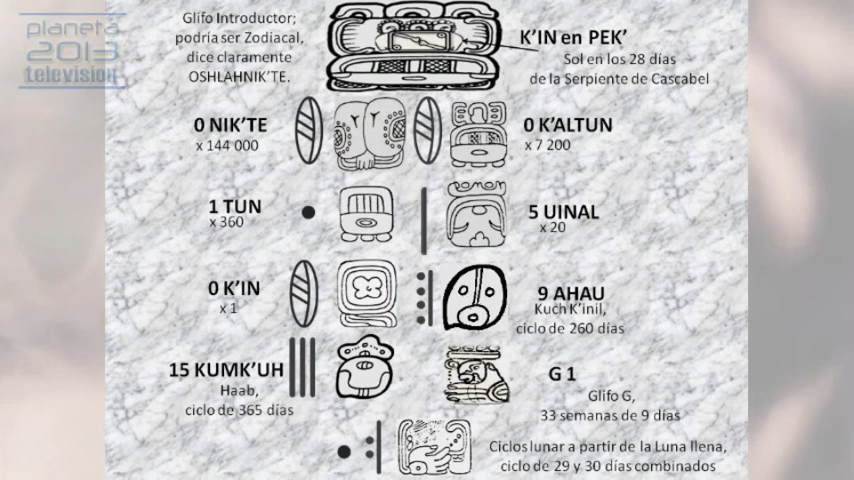 planeta
2013
televisión
Glifo Introductor;
podría ser Zodiacal,
dice claramente
OSHLAHNIK'TE.
K'IN en PEK'
Sol en los 28 días
de la Serpiente de Cascabel
0 NIK'TE
x 144 000
0 K'ALTUN
x 7 200
1 TUN
x 360
5 UINAL
x 20
0 K'IN
x 1
9 AHAU
Kuch K'inil,
ciclo de 260 días
15 KUMK'UH
Haab,
ciclo de 365 días
G 1
Glifo G,
33 semanas de 9 días
Ciclos lunar a partir de la Luna llena,
ciclo de 29 y 30 días combinados